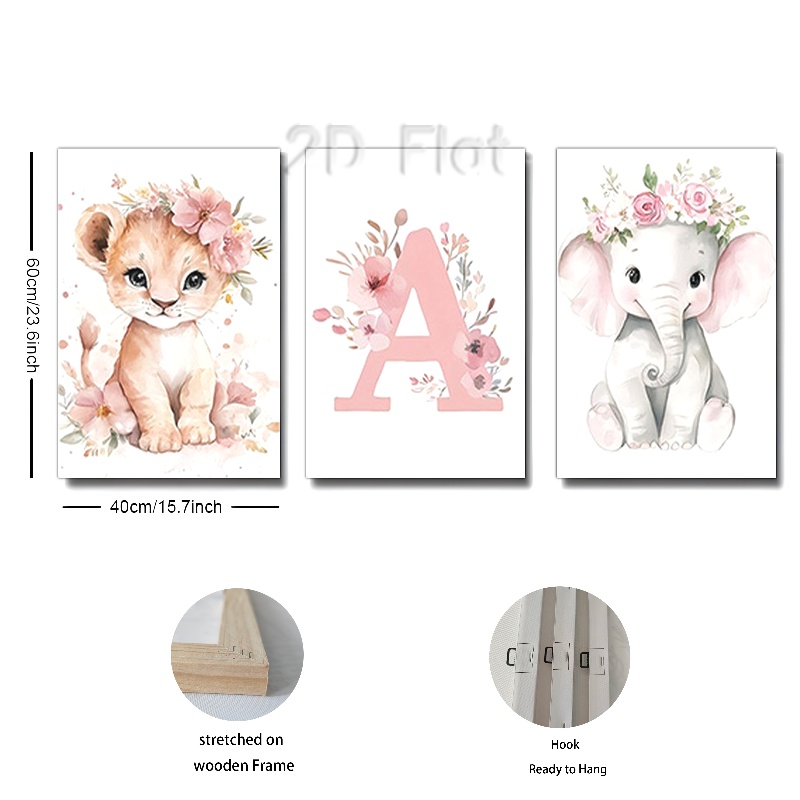 2D Flat
60cm/23.6inch
A
40cm/15.7inch
stretched on
wooden Frame
Hook
Ready to Hang